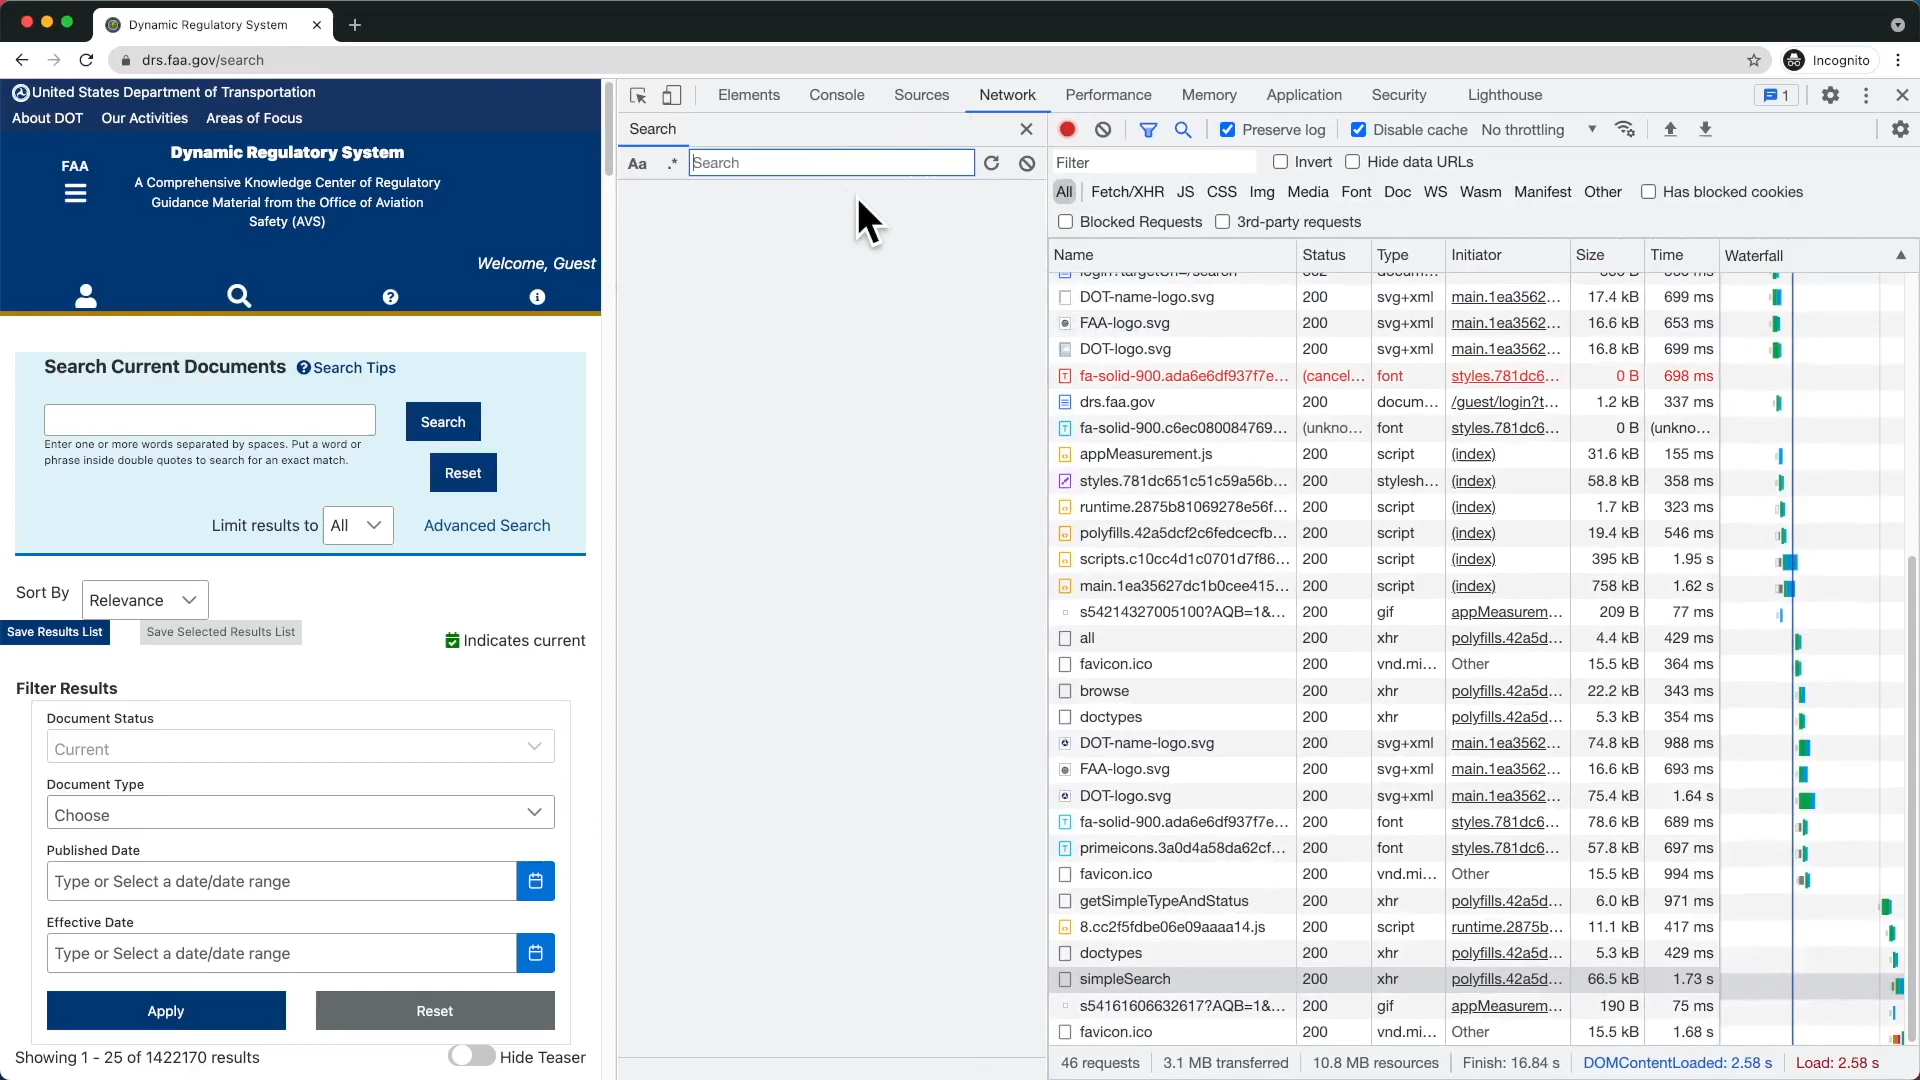 Dynamic Regulatory System
drs.faa.gov/search
Incognito
United States Department of Transportation
About DOT Our Activities Areas of Focus
FAA
Dynamic Regulatory System
A Comprehensive Knowledge Center of Regulatory
Guidance Material from the Office of Aviation
Safety (AVS)
Welcome, Guest
Search Current Documents Search Tips
Search
Enter one or more words separated by spaces. Put a word or
phrase inside double quotes to search for an exact match.
Reset
Limit results to All Advanced Search
Sort By Relevance
Save Results List Save Selected Results List
Indicates current
Filter Results
Document Status
Current
Document Type
Choose
Published Date
Type or Select a date/date range
Effective Date
Type or Select a date/date range
Apply Reset
Showing 1 - 25 of 1422170 results Hide Teaser
Elements Console Sources Network Performance Memory Application Security Lighthouse 1
Search
Aa .* Search
Preserve log Disable cache No throttling
Filter Invert Hide data URLs
All Fetch/XHR JS CSS Img Media Font Doc WS Wasm Manifest Other Has blocked cookies
Blocked Requests 3rd-party requests
Name Status Type Initiator Size Time Waterfall
DOT-name-logo.svg 200 svg+xml main.1ea3562... 17.4 kB 699 ms
FAA-logo.svg 200 svg+xml main.1ea3562... 16.6 kB 653 ms
DOT-logo.svg 200 svg+xml main.1ea3562... 16.8 kB 699 ms
fa-solid-900.ada6e6df937f7e... (cancel... font styles.781dc6... 0 B 698 ms
drs.faa.gov 200 docum... /guest/login?t... 1.2 kB 337 ms
fa-solid-900.c6ec080084769... (unkno... font styles.781dc6... 0 B (unkno...
appMeasurement.js 200 script (index) 31.6 kB 155 ms
styles.781dc651c51c59a56b... 200 stylesh... (index) 58.8 kB 358 ms
runtime.2875b81069278e56f... 200 script (index) 1.7 kB 323 ms
polyfills.42a5dcf2c6fedcecfb... 200 script (index) 19.4 kB 546 ms
scripts.c10cc4d1c0701d7f86... 200 script (index) 395 kB 1.95 s
main.1ea35627dc1b0cee415... 200 script (index) 758 kB 1.62 s
s54214327005100?AQB=1&... 200 gif appMeasurem... 209 B 77 ms
all 200 xhr polyfills.42a5d... 4.4 kB 429 ms
favicon.ico 200 vnd.mi... Other 15.5 kB 364 ms
browse 200 xhr polyfills.42a5d... 22.2 kB 343 ms
doctypes 200 xhr polyfills.42a5d... 5.3 kB 354 ms
DOT-name-logo.svg 200 svg+xml main.1ea3562... 74.8 kB 988 ms
FAA-logo.svg 200 svg+xml main.1ea3562... 16.6 kB 693 ms
DOT-logo.svg 200 svg+xml main.1ea3562... 75.4 kB 1.64 s
fa-solid-900.ada6e6df937f7e... 200 font styles.781dc6... 78.6 kB 689 ms
primeicons.3a0d4a58da62cf... 200 font styles.781dc6... 57.8 kB 697 ms
favicon.ico 200 vnd.mi... Other 15.5 kB 994 ms
getSimpleTypeAndStatus 200 xhr polyfills.42a5d... 6.0 kB 971 ms
8.cc2f5fdbe06e09aaaa14.js 200 script runtime.2875b... 11.1 kB 417 ms
doctypes 200 xhr polyfills.42a5d... 5.3 kB 429 ms
simpleSearch 200 xhr polyfills.42a5d... 66.5 kB 1.73 s
s54161606632617?AQB=1&... 200 gif appMeasurem... 190 B 75 ms
favicon.ico 200 vnd.mi... Other 15.5 kB 1.68 s
46 requests 3.1 MB transferred 10.8 MB resources Finish: 16.84 s DOMContentLoaded: 2.58 s Load: 2.58 s